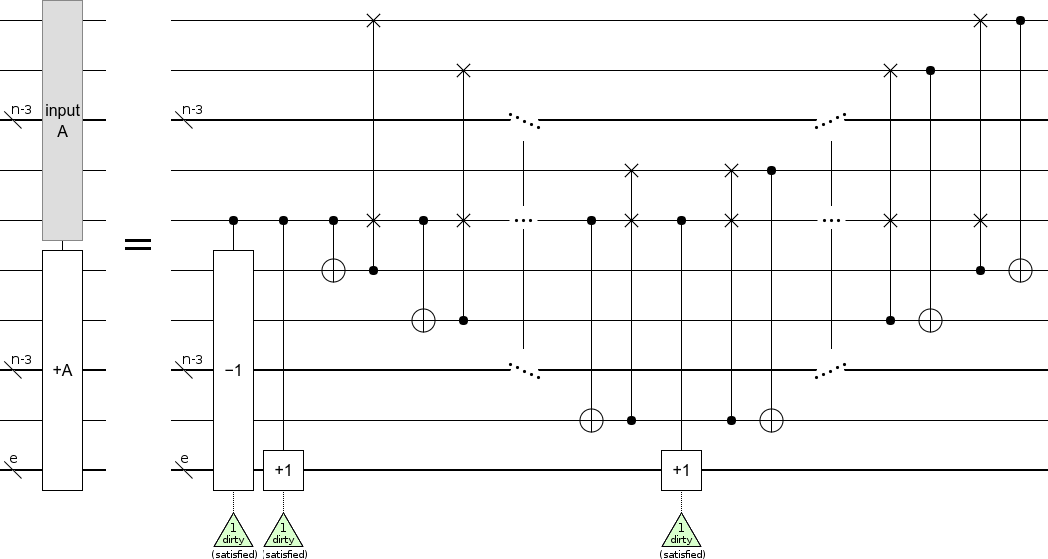 input
A
n-3
n-3
=
+A
n-3
n-3
−1
e
e
+1
+1
1
dirty
(satisfied)
1
dirty
(satisfied)
1
dirty
(satisfied)